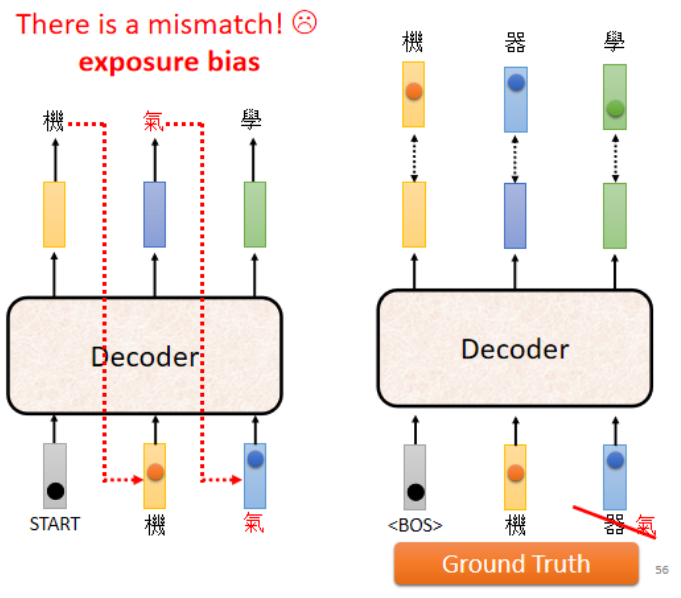 There is a mismatch! ☹
exposure bias
機 氣 學
Decoder
START 機 氣
機 器 學
Decoder
<BOS> 機 器 氣
Ground Truth
56